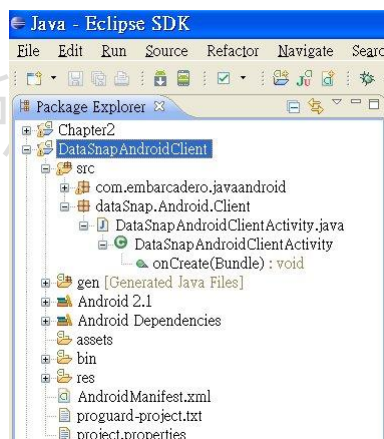 Java - Eclipse SDK
File Edit Run Source Refactor Navigate Searc
Package Explorer
Chapter2
DataSnapAndroidClient
src
com.embarcadero.javaandroid
dataSnap.Android.Client
DataSnapAndroidClientActivity.java
DataSnapAndroidClientActivity
onCreate(Bundle) : void
gen [Generated Java Files]
Android 2.1
Android Dependencies
assets
bin
res
AndroidManifest.xml
proguard-project.txt
project.properties